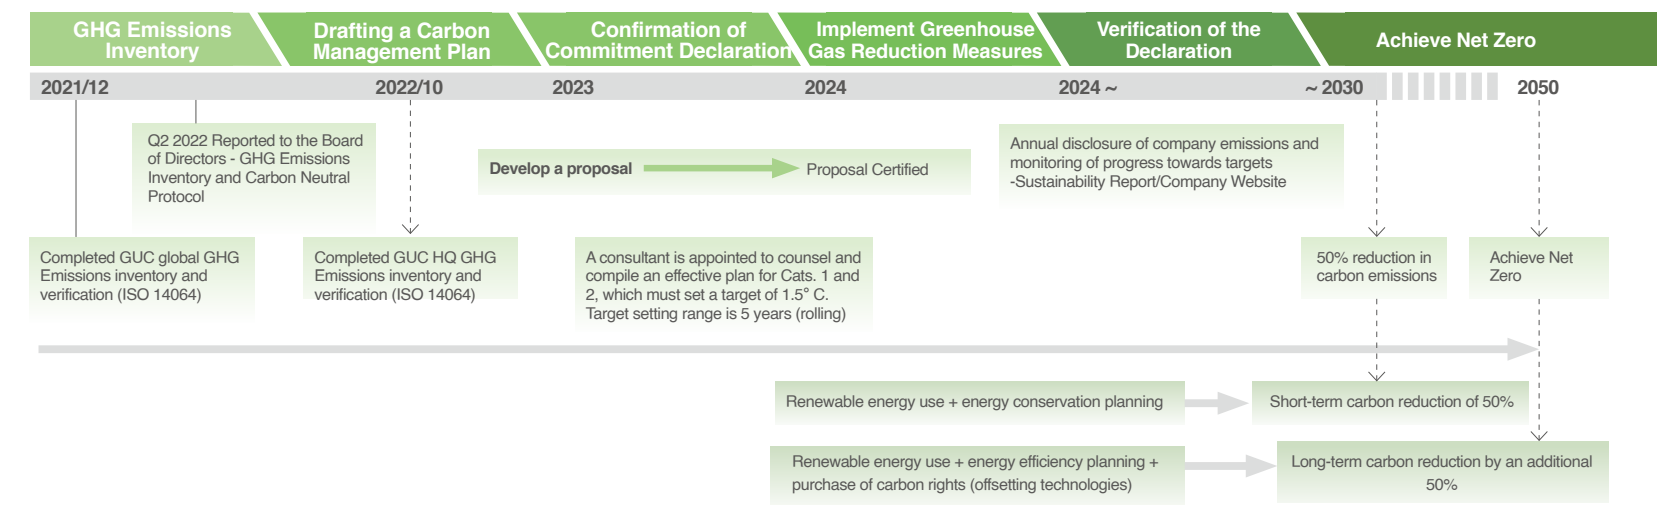 GHG Emissions
Inventory
Drafting a Carbon
Management Plan
Confirmation of
Commitment Declaration
Implement Greenhouse
Gas Reduction Measures
Verification of the
Declaration
Achieve Net Zero
2021/12
2022/10
2023
2024
2024 ~
~ 2030
2050
Q2 2022 Reported to the Board
of Directors - GHG Emissions
Inventory and Carbon Neutral
Protocol
Develop a proposal
Proposal Certified
Annual disclosure of company emissions and
monitoring of progress towards targets
-Sustainability Report/Company Website
Completed GUC global GHG
Emissions inventory and
verification (ISO 14064)
Completed GUC HQ GHG
Emissions inventory and
verification (ISO 14064)
A consultant is appointed to counsel and
compile an effective plan for Cats. 1 and
2, which must set a target of 1.5° C.
Target setting range is 5 years (rolling)
50% reduction in
carbon emissions
Achieve Net
Zero
Renewable energy use + energy conservation planning
Short-term carbon reduction of 50%
Renewable energy use + energy efficiency planning +
purchase of carbon rights (offsetting technologies)
Long-term carbon reduction by an additional
50%